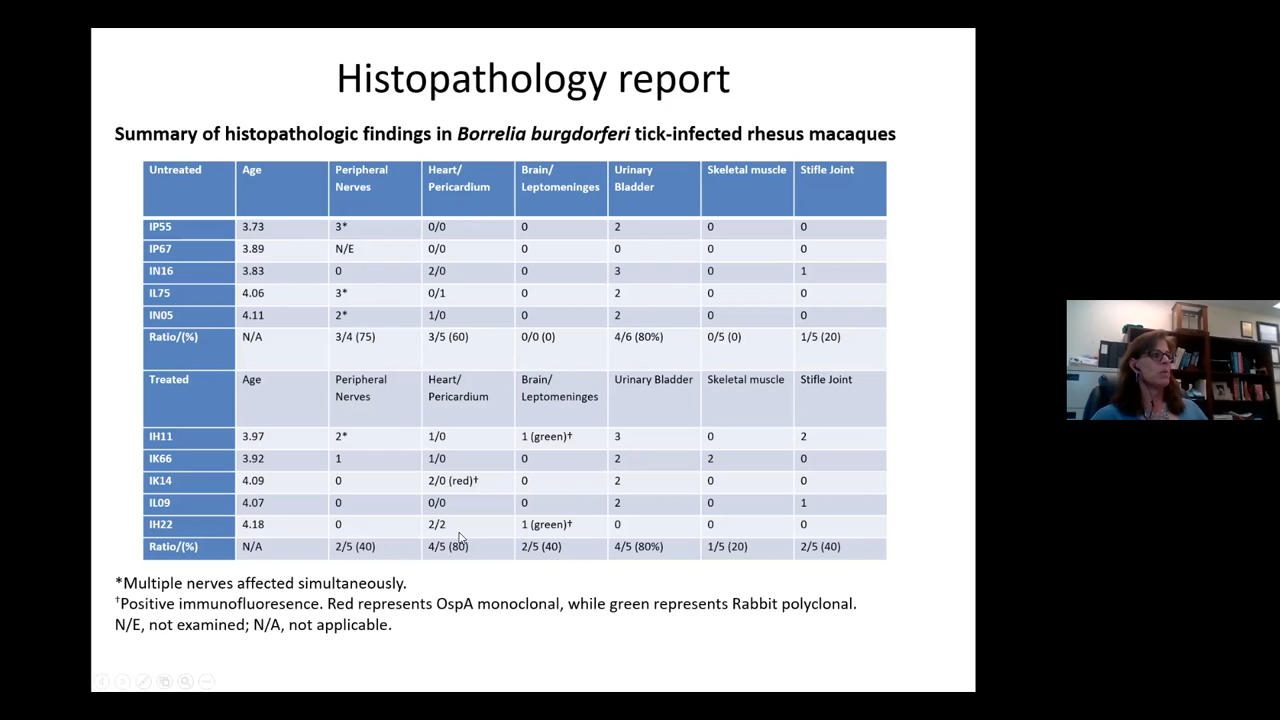 Histopathology report
Summary of histopathologic findings in Borrelia burgdorferi tick-infected rhesus macaques
Untreated Age Peripheral Nerves Heart/ Pericardium Brain/ Leptomeninges Urinary Bladder Skeletal muscle Stifle Joint
IP55 3.73 3* 0/0 0 2 0 0
IP67 3.89 N/E 0/0 0 0 0 0
IN16 3.83 0 2/0 0 3 0 1
IL75 4.06 3* 0/1 0 2 0 0
IN05 4.11 2* 1/0 0 2 0 0
Ratio/(%) N/A 3/4 (75) 3/5 (60) 0/0 (0) 4/6 (80%) 0/5 (0) 1/5 (20)
Treated Age Peripheral Nerves Heart/ Pericardium Brain/ Leptomeninges Urinary Bladder Skeletal muscle Stifle Joint
IH11 3.97 2* 1/0 1 (green)† 3 0 2
IK66 3.92 1 1/0 0 2 2 0
IK14 4.09 0 2/0 (red)† 0 2 0 0
IL09 4.07 0 0/0 0 2 0 1
IH22 4.18 0 2/2 1 (green)† 0 0 0
Ratio/(%) N/A 2/5 (40) 4/5 (80) 2/5 (40) 4/5 (80%) 1/5 (20) 2/5 (40)
*Multiple nerves affected simultaneously.
†Positive immunofluoresence. Red represents OspA monoclonal, while green represents Rabbit polyclonal.
N/E, not examined; N/A, not applicable.